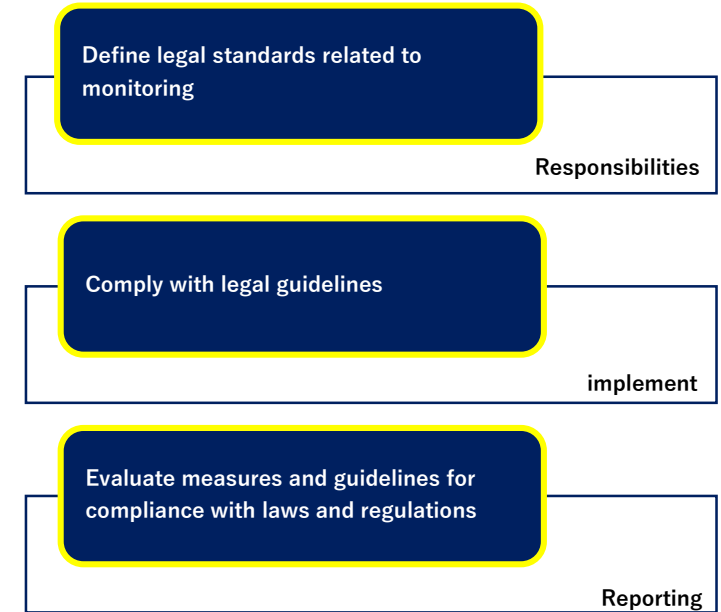 Define legal standards related to
monitoring
Responsibilities
Comply with legal guidelines
implement
Evaluate measures and guidelines for
compliance with laws and regulations
Reporting